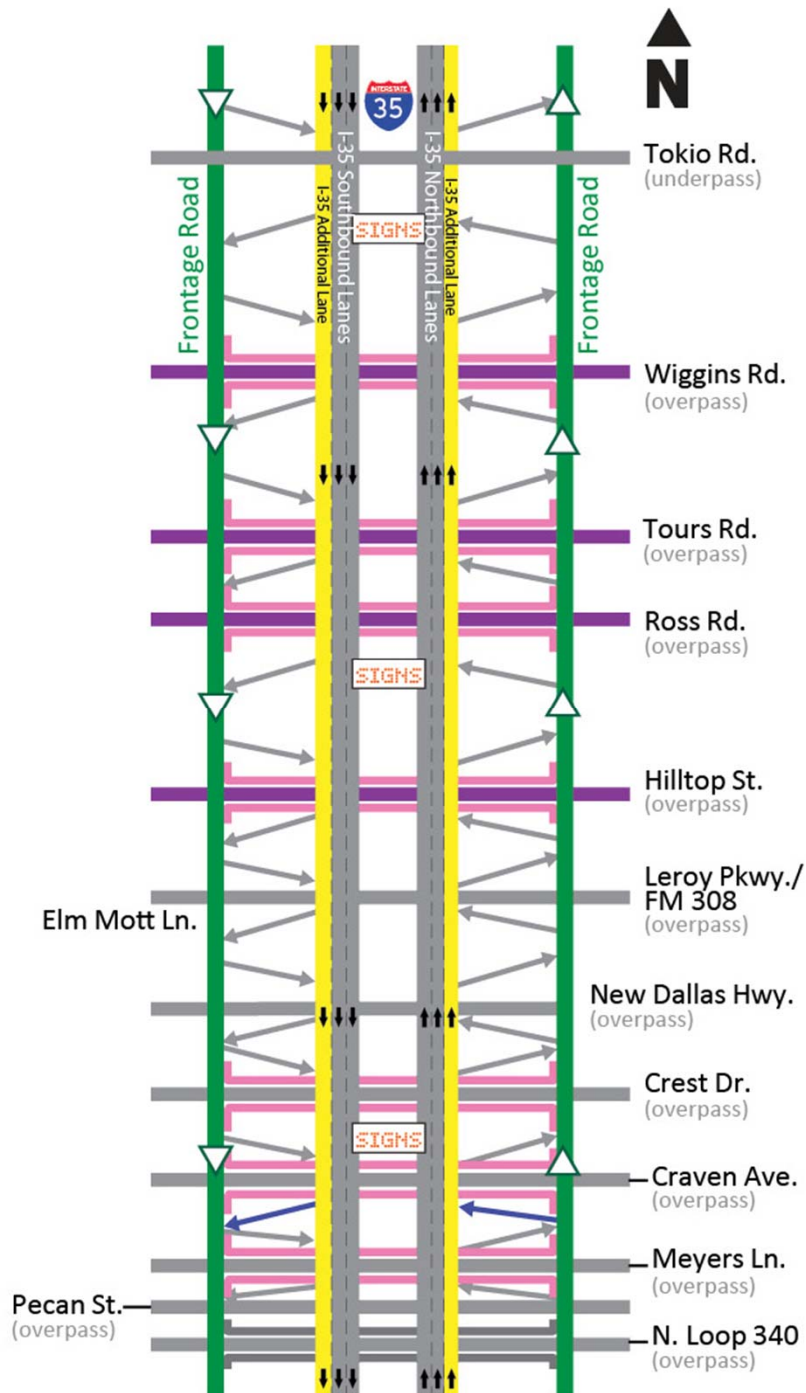 N
INTERSTATE
35
Tokio Rd.
(underpass)
I-35 Additional Lane
I-35 Southbound Lanes
I-35 Northbound Lanes
I-35 Additional Lane
Frontage Road
Frontage Road
SIGNS
Wiggins Rd.
(overpass)
Tours Rd.
(overpass)
Ross Rd.
(overpass)
SIGNS
Hilltop St.
(overpass)
Leroy Pkwy./
FM 308
(overpass)
Elm Mott Ln.
New Dallas Hwy.
(overpass)
Crest Dr.
(overpass)
SIGNS
Craven Ave.
(overpass)
Meyers Ln.
(overpass)
Pecan St.
(overpass)
N. Loop 340
(overpass)